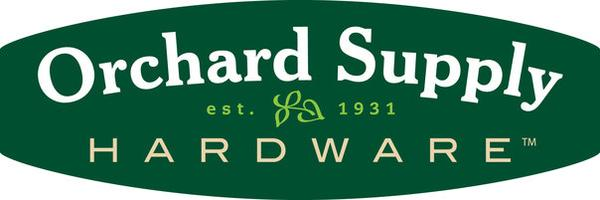 Orchard Supply
est. 1931
HARDWARE™